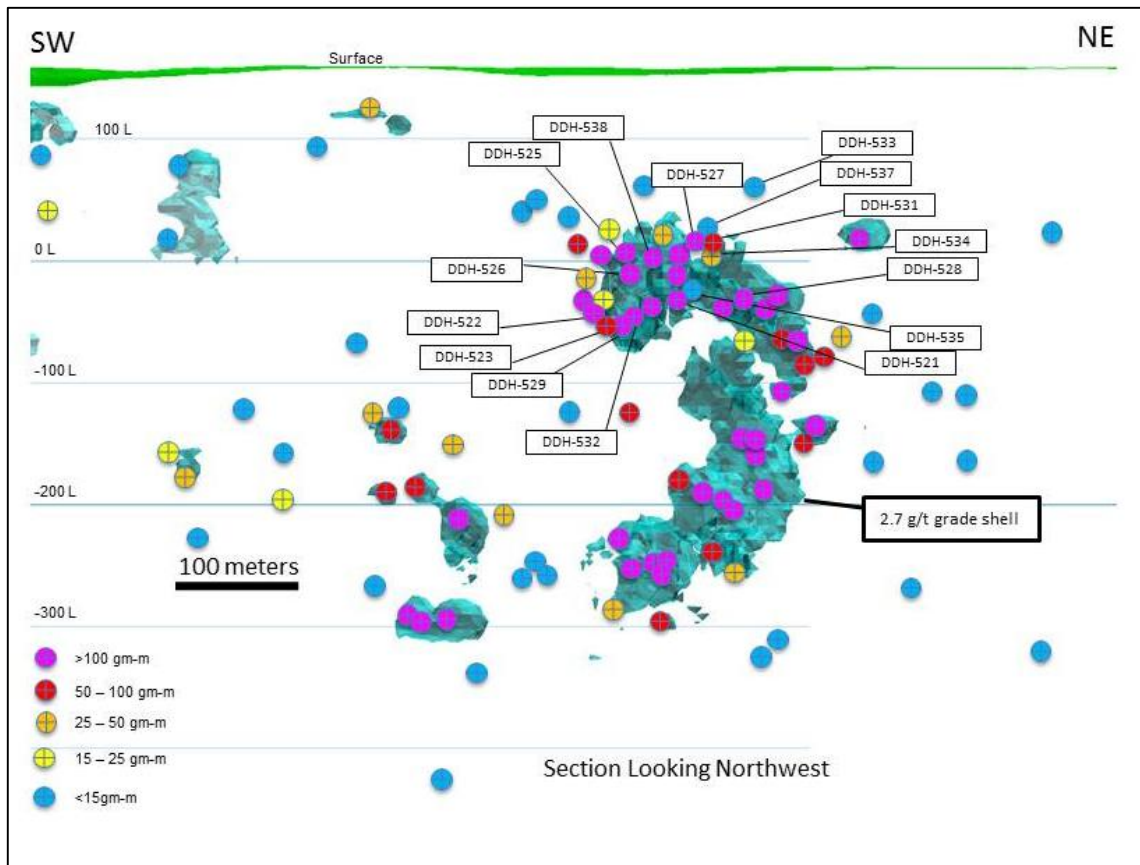 SW
NE
Surface
100 L
DDH-538
DDH-533
DDH-525
DDH-527
DDH-537
DDH-531
0 L
DDH-534
DDH-526
DDH-528
DDH-522
DDH-535
DDH-523
DDH-521
DDH-529
-100 L
DDH-532
-200 L
2.7 g/t grade shell
100 meters
-300 L
>100 gm-m
50 – 100 gm-m
25 – 50 gm-m
15 – 25 gm-m
<15gm-m
Section Looking Northwest